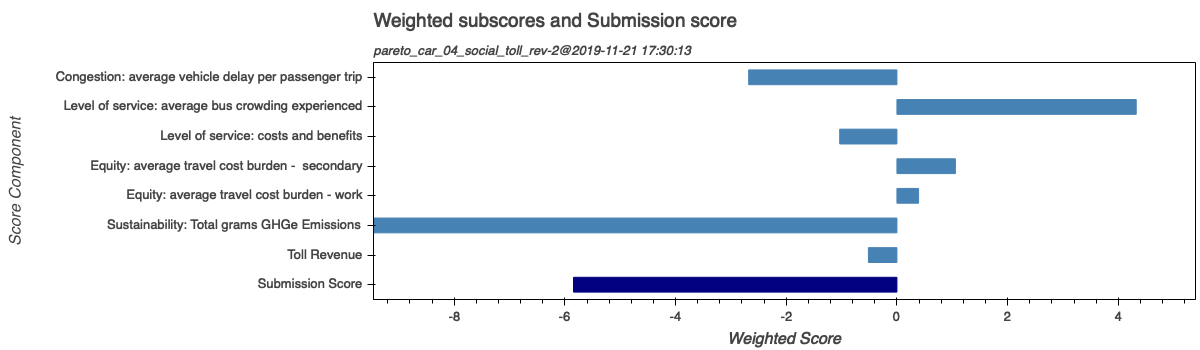 Weighted subscores and Submission score
pareto_car_04_social_toll_rev-2@2019-11-21 17:30:13
Congestion: average vehicle delay per passenger trip
Level of service: average bus crowding experienced
Level of service: costs and benefits
Equity: average travel cost burden -  secondary
Equity: average travel cost burden - work
Sustainability: Total grams GHGe Emissions
Toll Revenue
Submission Score
Score Component
-8 -6 -4 -2 0 2 4
Weighted Score